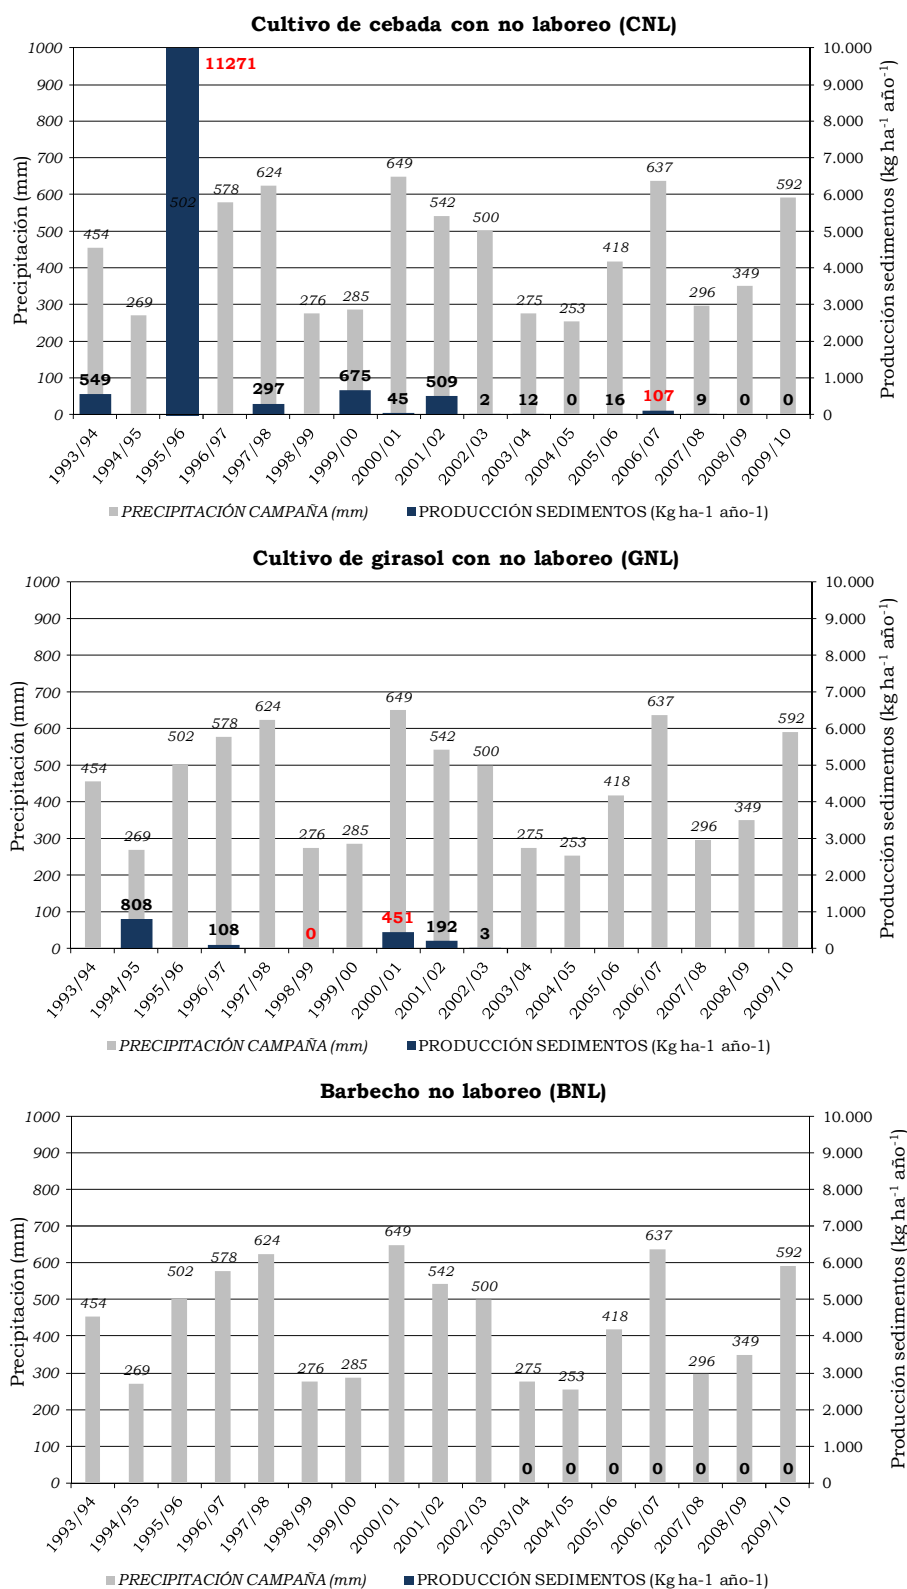 Cultivo de cebada con no laboreo (CNL)
Precipitación (mm)
Producción sedimentos (kg ha-1 año-1)
1000 10.000
900 9.000
800 8.000
700 7.000
600 6.000
500 5.000
400 4.000
300 3.000
200 2.000
100 1.000
0 0
454 269 502 578 624 276 285 649 542 500 275 253 418 637 296 349 592
549 11271 297 675 45 509 2 12 0 16 107 9 0 0
1993/94 1994/95 1995/96 1996/97 1997/98 1998/99 1999/00 2000/01 2001/02 2002/03 2003/04 2004/05 2005/06 2006/07 2007/08 2008/09 2009/10
PRECIPITACIÓN CAMPAÑA (mm) PRODUCCIÓN SEDIMENTOS (Kg ha-1 año-1)
Cultivo de girasol con no laboreo (GNL)
Precipitación (mm)
Producción sedimentos (kg ha-1 año-1)
1000 10.000
900 9.000
800 8.000
700 7.000
600 6.000
500 5.000
400 4.000
300 3.000
200 2.000
100 1.000
0 0
454 269 502 578 624 276 285 649 542 500 275 253 418 637 296 349 592
808 108 0 451 192 3
1993/94 1994/95 1995/96 1996/97 1997/98 1998/99 1999/00 2000/01 2001/02 2002/03 2003/04 2004/05 2005/06 2006/07 2007/08 2008/09 2009/10
PRECIPITACIÓN CAMPAÑA (mm) PRODUCCIÓN SEDIMENTOS (Kg ha-1 año-1)
Barbecho no laboreo (BNL)
Precipitación (mm)
Producción sedimentos (kg ha-1 año-1)
1000 10.000
900 9.000
800 8.000
700 7.000
600 6.000
500 5.000
400 4.000
300 3.000
200 2.000
100 1.000
0 0
454 269 502 578 624 276 285 649 542 500 275 253 418 637 296 349 592
0 0 0 0 0 0 0
1993/94 1994/95 1995/96 1996/97 1997/98 1998/99 1999/00 2000/01 2001/02 2002/03 2003/04 2004/05 2005/06 2006/07 2007/08 2008/09 2009/10
PRECIPITACIÓN CAMPAÑA (mm) PRODUCCIÓN SEDIMENTOS (Kg ha-1 año-1)